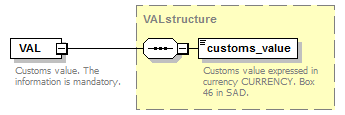 VALstructure
VAL
customs_value
Customs value. The
information is mandatory.
Customs value expressed in
currency CURRENCY. Box
46 in SAD.